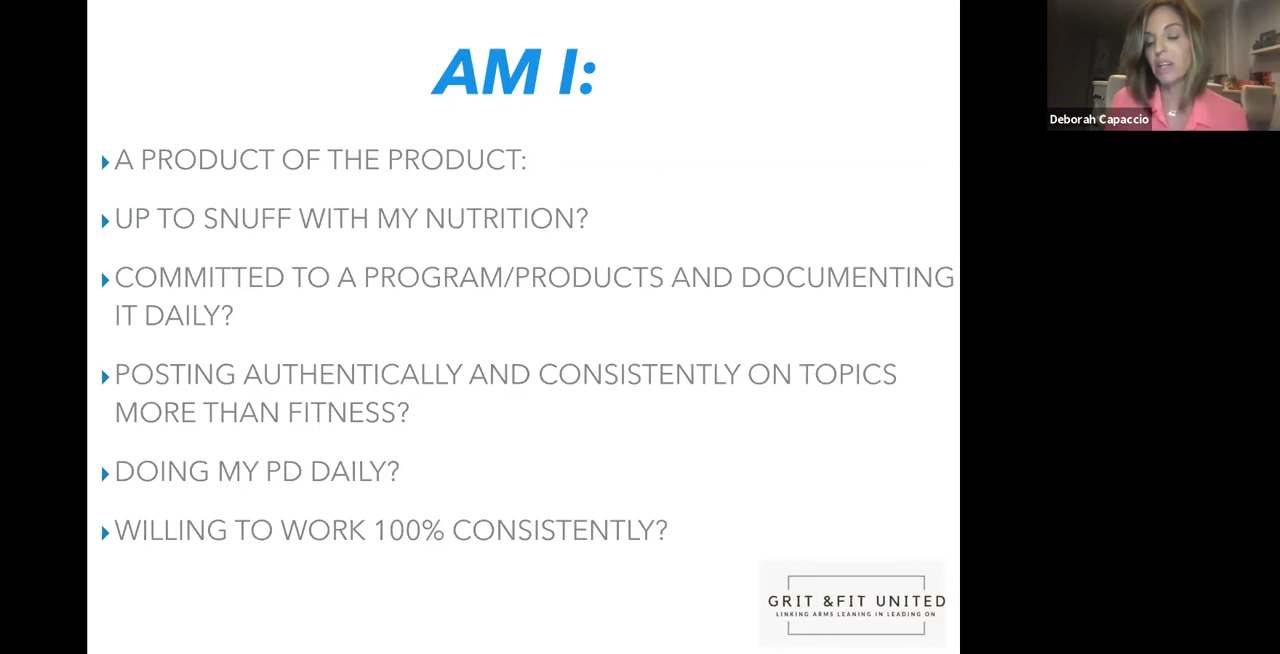 AM I:
Deborah Capaccio
A PRODUCT OF THE PRODUCT:
UP TO SNUFF WITH MY NUTRITION?
COMMITTED TO A PROGRAM/PRODUCTS AND DOCUMENTING
IT DAILY?
POSTING AUTHENTICALLY AND CONSISTENTLY ON TOPICS
MORE THAN FITNESS?
DOING MY PD DAILY?
WILLING TO WORK 100% CONSISTENTLY?
GRIT &FIT UNITED
LINKING ARMS LEANING IN LEADING ON